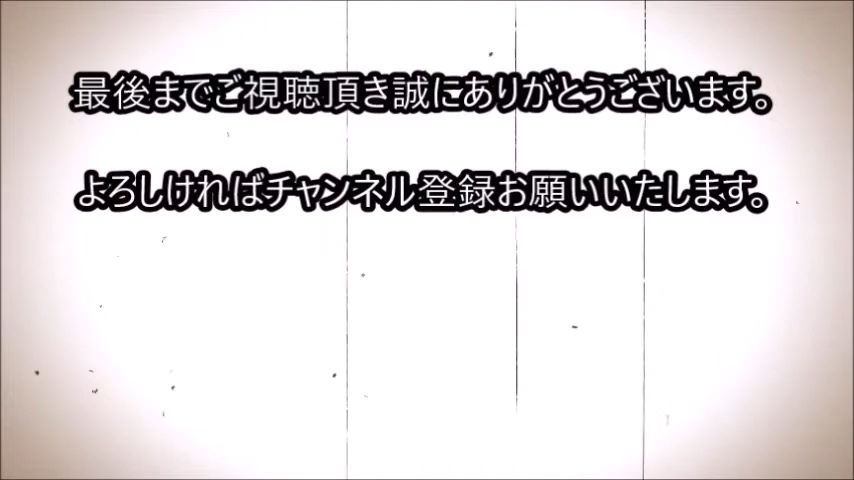 最後までご視聴頂き誠にありがとうございます。
よろしければチャンネル登録お願いいたします。